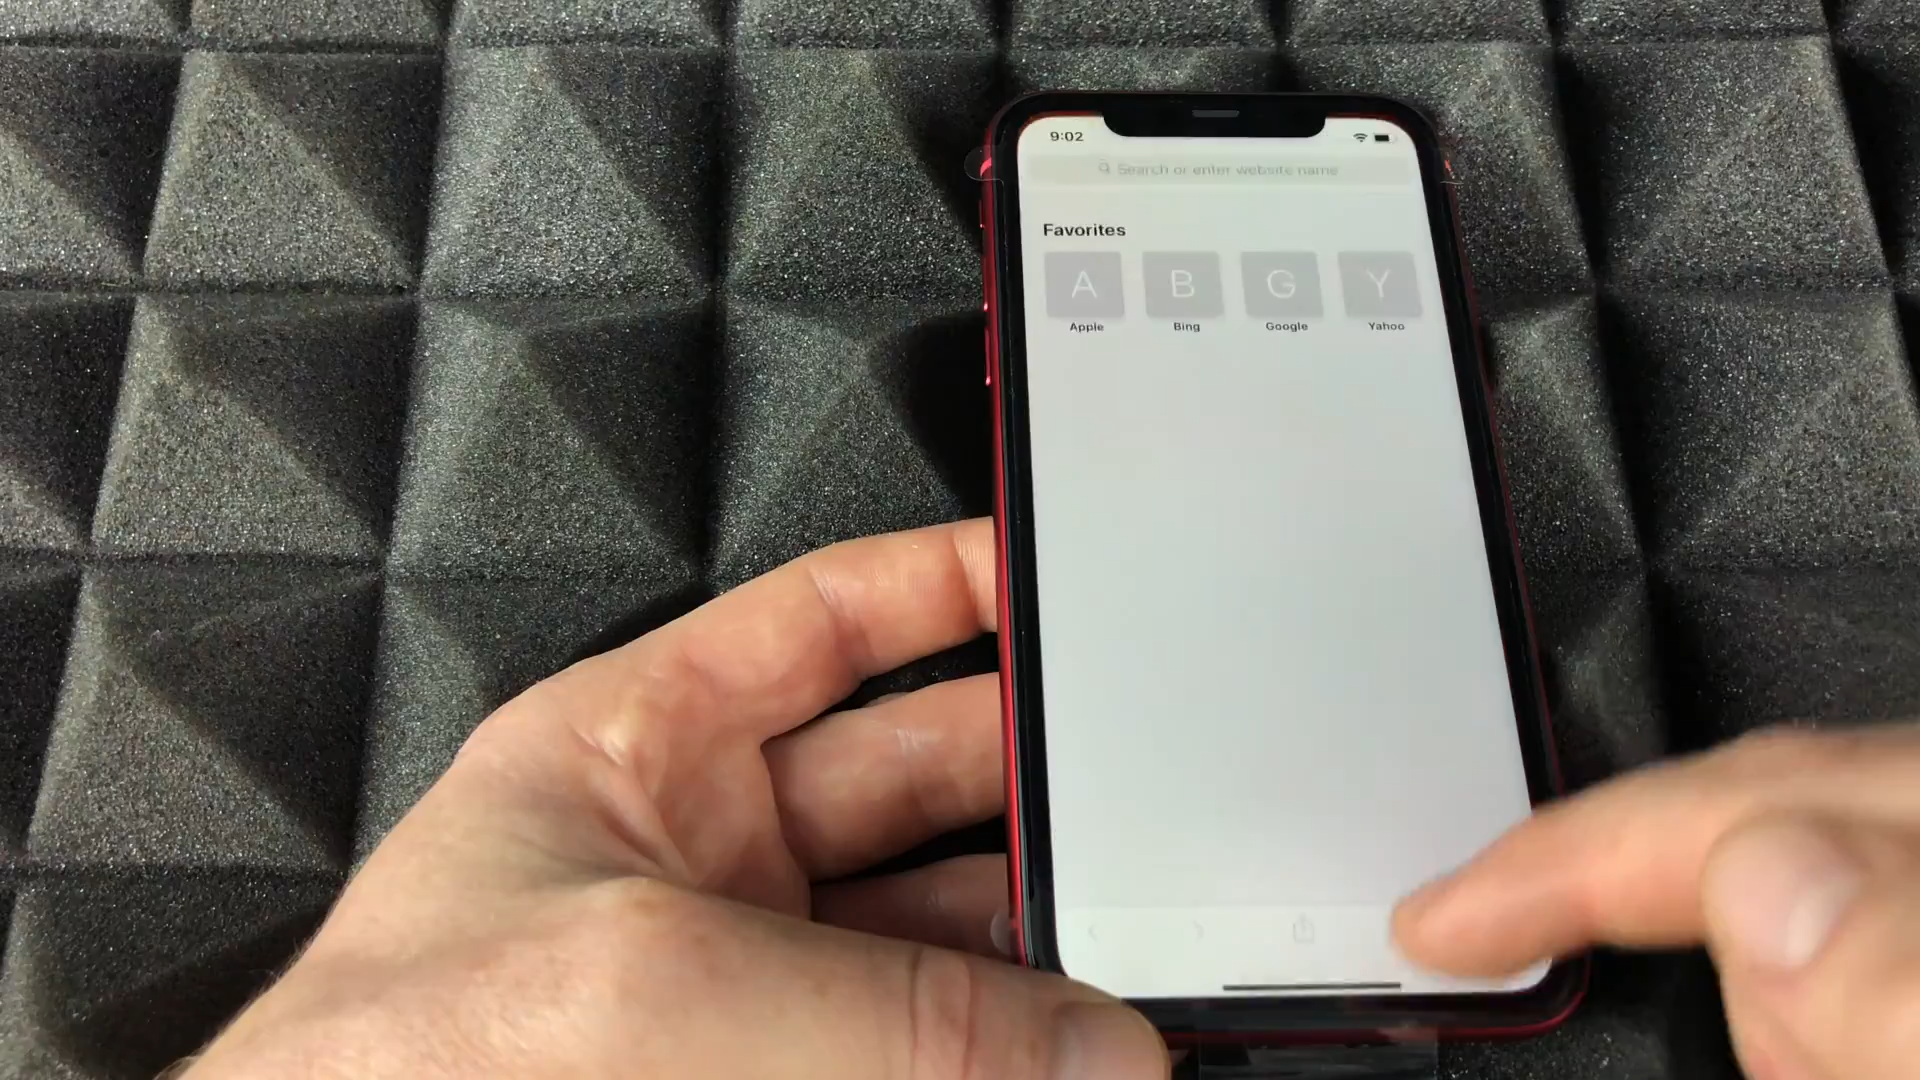 9:02
Search or enter website name
Favorites
A B G Y
Apple Bing Google Yahoo